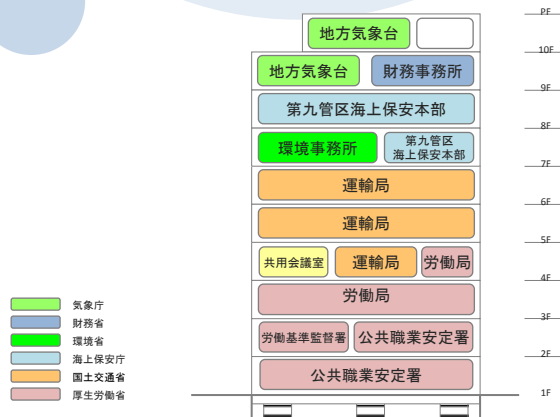 PF
地方気象台
10F
地方気象台 財務事務所
9F
第九管区海上保安本部
8F
環境事務所 第九管区
海上保安本部
7F
運輸局
6F
運輸局
5F
共用会議室 運輸局 労働局
4F
労働局
3F
労働基準監督署 公共職業安定署
2F
公共職業安定署
1F
気象庁
財務省
環境省
海上保安庁
国土交通省
厚生労働省